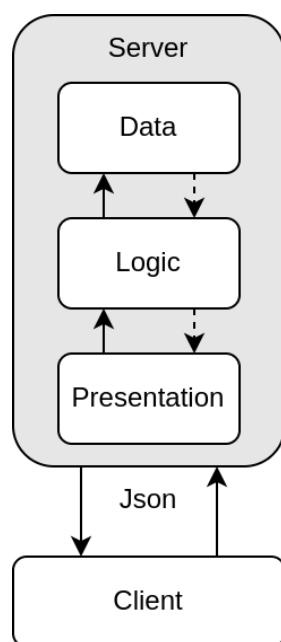 Server
Data
Logic
Presentation
Json
Client